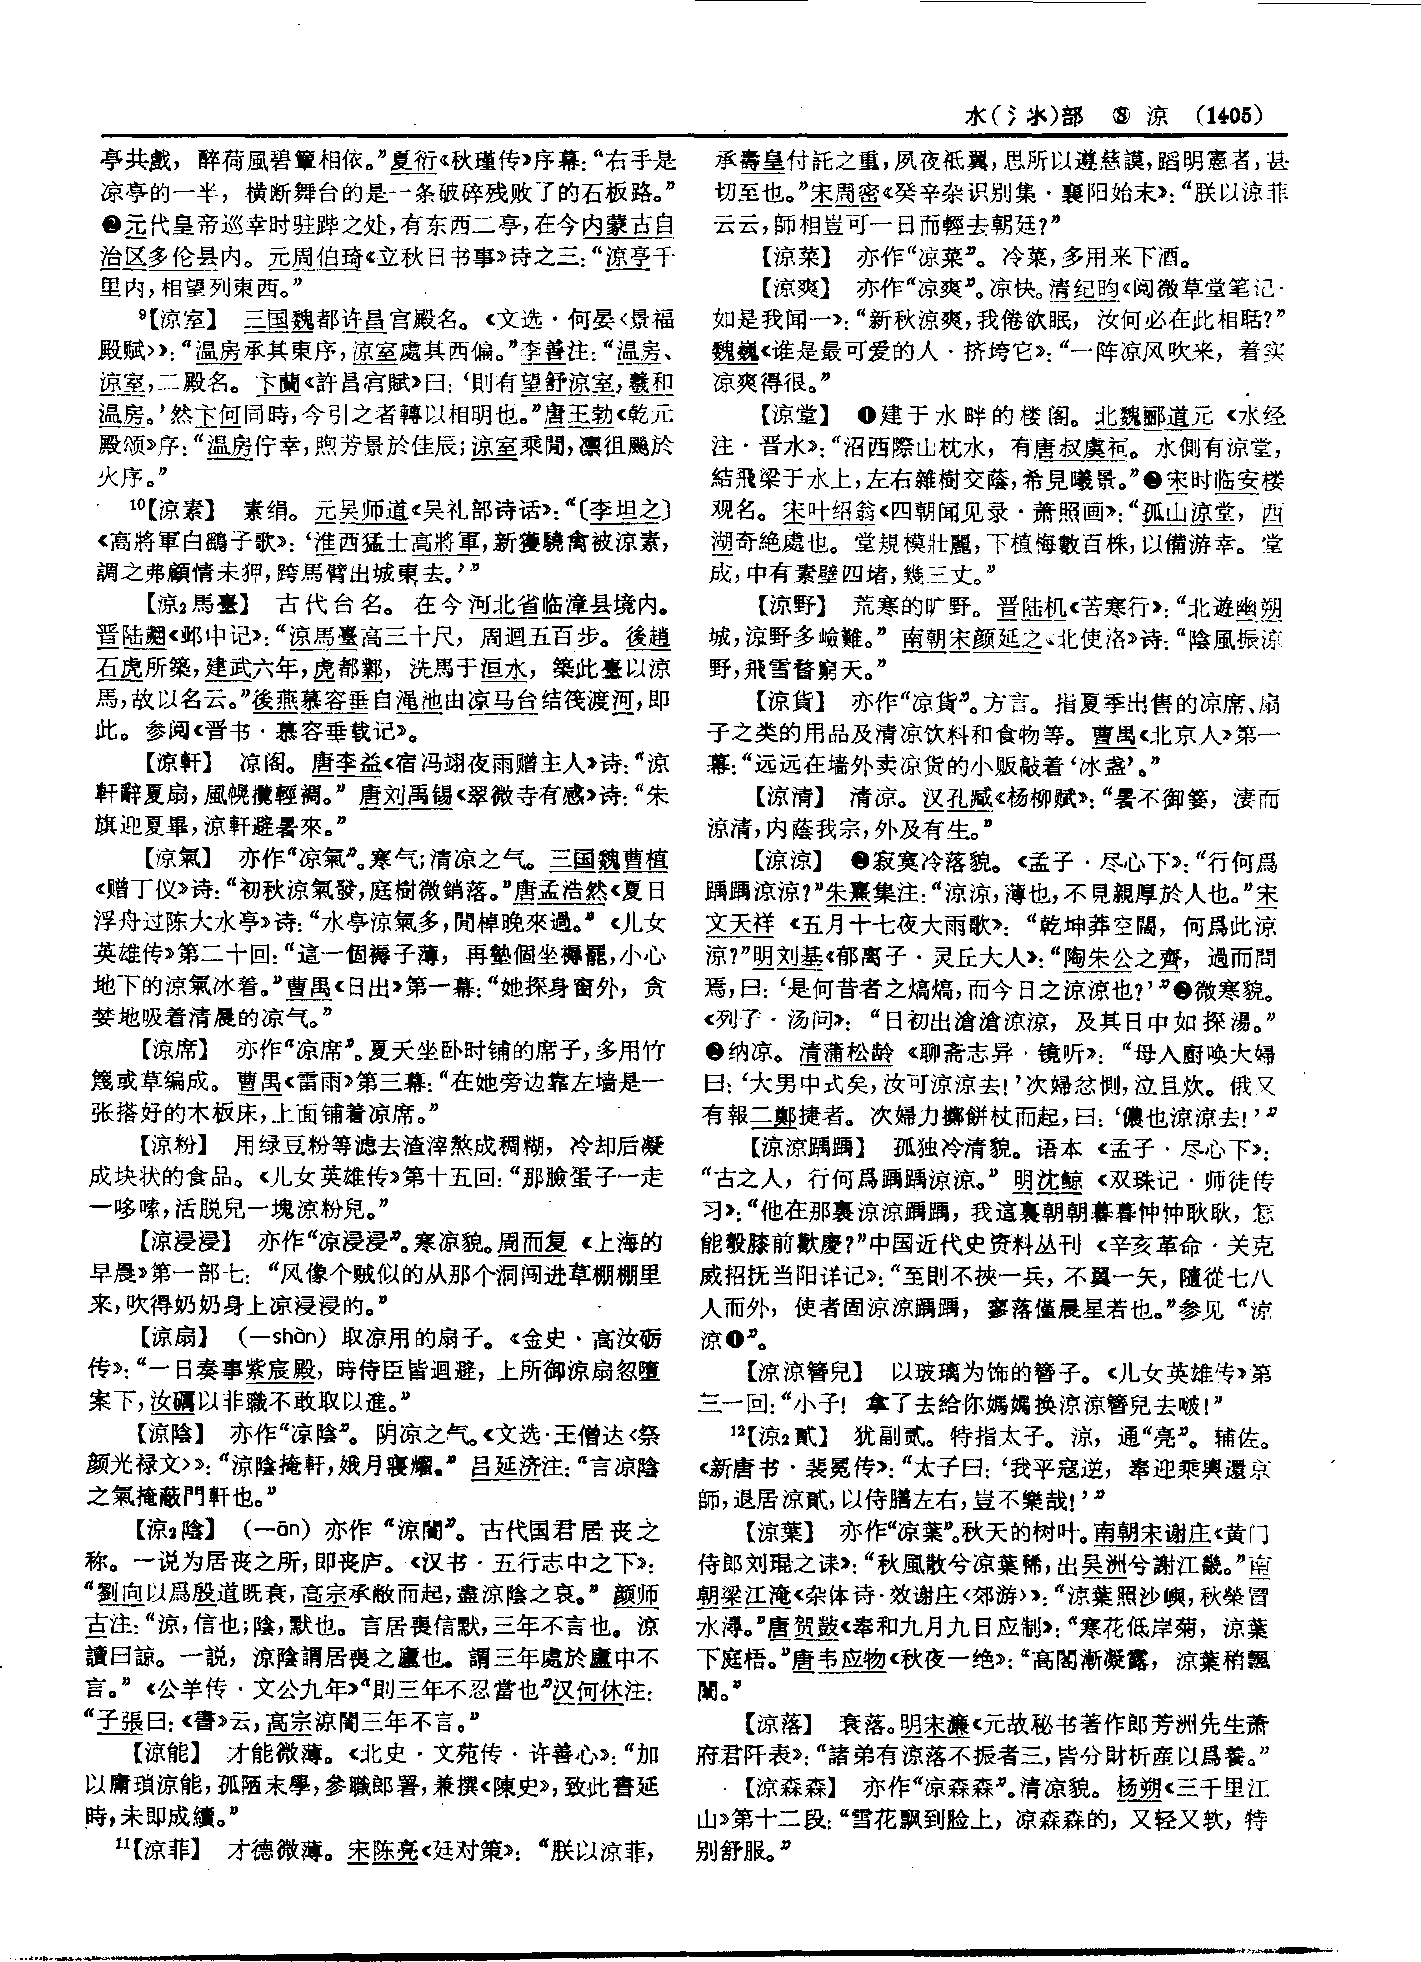 水(氵氺)部 ⑧ 涼 (1405)
亭共戲，醉荷風碧簟相依。”夏衍《秋瑾传》序幕：“右手是
凉亭的一半，横断舞台的是一条破碎残败了的石板路。”
❷元代皇帝巡幸时驻跸之处，有东西二亭，在今内蒙古自
治区多伦县内。元周伯琦《立秋日书事》诗之三：“涼亭千
里内，相望列東西。”
9【涼室】 三国魏都许昌宫殿名。《文选·何晏〈景福
殿赋〉》：“温房承其東序，涼室處其西偏。”李善注：“温房、
涼室，二殿名。卞蘭《許昌宫賦》曰：‘則有望舒涼室，羲和
温房。’然卞何同時，今引之者轉以相明也。”唐王勃《乾元
殿颂》序：“温房佇幸，煦芳景於佳辰；涼室乘閒，凛徂飈於
火序。”
10【涼素】 素绢。元吴师道《吴礼部诗话》：“〔李坦之〕
《高將軍白鷴子歌》：‘淮西猛士高將軍，新獲驍禽被涼素，
調之弗顧情未狎，跨馬臂出城東去。’”
【涼2馬臺】 古代台名。在今河北省临漳县境内。
晋陆翽《邺中记》：“涼馬臺高三十尺，周迴五百步。後趙
石虎所築，建武六年，虎都鄴，洗馬于洹水，築此臺以涼
馬，故以名云。”後燕慕容垂自渑池由凉马台结筏渡河，即
此。参阅《晋书·慕容垂载记》。
【涼軒】 凉阁。唐李益《宿冯翊夜雨赠主人》诗：“涼
軒辭夏扇，風幌攬輕裯。”唐刘禹锡《翠微寺有感》诗：“朱
旗迎夏畢，涼軒避暑來。”
【涼氣】 亦作“凉氣”。寒气；清凉之气。三国魏曹植
《赠丁仪》诗：“初秋涼氣發，庭樹微銷落。”唐孟浩然《夏日
浮舟过陈大水亭》诗：“水亭涼氣多，閒棹晚來過。”《儿女
英雄传》第二十回：“這一個褥子薄，再墊個坐褥罷，小心
地下的涼氣冰着。”曹禺《日出》第一幕：“她探身窗外，贪
婪地吸着清晨的凉气。”
【涼席】 亦作“凉席”。夏天坐卧时铺的席子，多用竹
篾或草编成。曹禺《雷雨》第三幕：“在她旁边靠左墙是一
张搭好的木板床，上面铺着凉席。”
【涼粉】 用绿豆粉等滤去渣滓熬成稠糊，冷却后凝
成块状的食品。《儿女英雄传》第十五回：“那臉蛋子一走
一哆嗦，活脱兒一塊涼粉兒。”
【涼浸浸】 亦作“凉浸浸”。寒凉貌。周而复《上海的
早晨》第一部七：“风像个贼似的从那个洞闯进草棚棚里
来，吹得奶奶身上凉浸浸的。”
【涼扇】 (—shàn) 取凉用的扇子。《金史·高汝砺
传》：“一日奏事紫宸殿，時侍臣皆迴避，上所御涼扇忽墮
案下，汝礪以非職不敢取以進。”
【涼陰】 亦作“凉陰”。阴凉之气。《文选·王僧达〈祭
颜光禄文〉》：“涼陰掩軒，娥月寢燿。”吕延济注：“言涼陰
之氣掩蔽門軒也。”
【涼2陰】 (—ān) 亦作“涼闇”。古代国君居丧之
称。一说为居丧之所，即丧庐。《汉书·五行志中之下》：
“劉向以爲殷道既衰，高宗承敝而起，盡涼陰之哀。”颜师
古注：“涼，信也；陰，默也。言居喪信默，三年不言也。涼
讀曰諒。一説，涼陰謂居喪之廬也。謂三年處於廬中不
言。”《公羊传·文公九年》“則三年不忍當也”汉何休注：
“子張曰：《書》云，高宗涼闇三年不言。”
【涼能】 才能微薄。《北史·文苑传·许善心》：“加
以庸瑣涼能，孤陋末學，參職郎署，兼撰《陳史》，致此書延
時，未即成績。”
11【涼菲】 才德微薄。宋陈亮《廷对策》：“朕以涼菲，
承壽皇付託之重，夙夜祗翼，思所以遵慈謨，蹈明憲者，甚
切至也。”宋周密《癸辛杂识别集·襄阳始末》：“朕以涼菲
云云，師相豈可一日而輕去朝廷？”
【涼菜】 亦作“凉菜”。冷菜，多用来下酒。
【涼爽】 亦作“凉爽”。凉快。清纪昀《阅微草堂笔记·
如是我闻一》：“新秋涼爽，我倦欲眠，汝何必在此相聒？”
魏巍《谁是最可爱的人·挤垮它》：“一阵凉风吹来，着实
凉爽得很。”
【涼堂】 ❶建于水畔的楼阁。北魏郦道元《水经
注·晋水》：“沼西際山枕水，有唐叔虞祠。水側有涼堂，
結飛梁于水上，左右雜樹交蔭，希見曦景。”❷宋时临安楼
观名。宋叶绍翁《四朝闻见录·萧照画》：“孤山涼堂，西
湖奇絶處也。堂規模壯麗，下植梅數百株，以備游幸。堂
成，中有素壁四堵，幾三丈。”
【涼野】 荒寒的旷野。晋陆机《苦寒行》：“北遊幽朔
城，涼野多嶮難。”南朝宋颜延之《北使洛》诗：“陰風振涼
野，飛雪瞀窮天。”
【涼貨】 亦作“凉貨”。方言。指夏季出售的凉席、扇
子之类的用品及清凉饮料和食物等。曹禺《北京人》第一
幕：“远远在墙外卖凉货的小贩敲着‘冰盏’。”
【涼清】 清凉。汉孔臧《杨柳赋》：“暑不御箑，淒而
涼清，内蔭我宗，外及有生。”
【涼涼】 ❶寂寞冷落貌。《孟子·尽心下》：“行何爲
踽踽涼涼？”朱熹集注：“涼涼，薄也，不見親厚於人也。”宋
文天祥《五月十七夜大雨歌》：“乾坤莽空闊，何爲此涼
涼？”明刘基《郁离子·灵丘丈人》：“陶朱公之齊，過而問
焉，曰：‘是何昔者之熇熇，而今日之涼涼也？’”❷微寒貌。
《列子·汤问》：“日初出滄滄涼涼，及其日中如探湯。”
❸纳凉。清蒲松龄《聊斋志异·镜听》：“母入廚唤大婦
曰：‘大男中式矣，汝可涼涼去！’次婦忿惻，泣且炊。俄又
有報二鄭捷者。次婦力擲餅杖而起，曰：‘儂也涼涼去！’”
【涼涼踽踽】 孤独冷清貌。语本《孟子·尽心下》：
“古之人，行何爲踽踽涼涼。”明沈鲸《双珠记·师徒传
习》：“他在那裏涼涼踽踽，我這裏朝朝暮暮忡忡耿耿，怎
能彀膝前歡慶？”中国近代史资料丛刊《辛亥革命·关克
威招抚当阳详记》：“至則不挾一兵，不翼一矢，隨從七八
人而外，使者固涼涼踽踽，寥落僅晨星若也。”参见“涼
涼❶”。
【涼涼簪兒】 以玻璃为饰的簪子。《儿女英雄传》第
三一回：“小子！拿了去給你媽媽换涼涼簪兒去啵！”
12【涼2貳】 犹副贰。特指太子。涼，通“亮”。辅佐。
《新唐书·裴冕传》：“太子曰：‘我平寇逆，奉迎乘輿還京
師，退居涼貳，以侍膳左右，豈不樂哉！’”
【涼葉】 亦作“凉葉”。秋天的树叶。南朝宋谢庄《黄门
侍郎刘琨之诔》：“秋風散兮涼葉稀，出吴洲兮謝江畿。”南
朝梁江淹《杂体诗·效谢庄〈郊游〉》：“涼葉照沙嶼，秋榮冒
水潯。”唐贺敱《奉和九月九日应制》：“寒花低岸菊，涼葉
下庭梧。”唐韦应物《秋夜一绝》：“高閣漸凝露，涼葉稍飄
闈。”
【涼落】 衰落。明宋濂《元故秘书著作郎芳洲先生萧
府君阡表》：“諸弟有涼落不振者三，皆分財析産以爲養。”
【涼森森】 亦作“凉森森”。清凉貌。杨朔《三千里江
山》第十二段：“雪花飘到脸上，凉森森的，又轻又软，特
别舒服。”